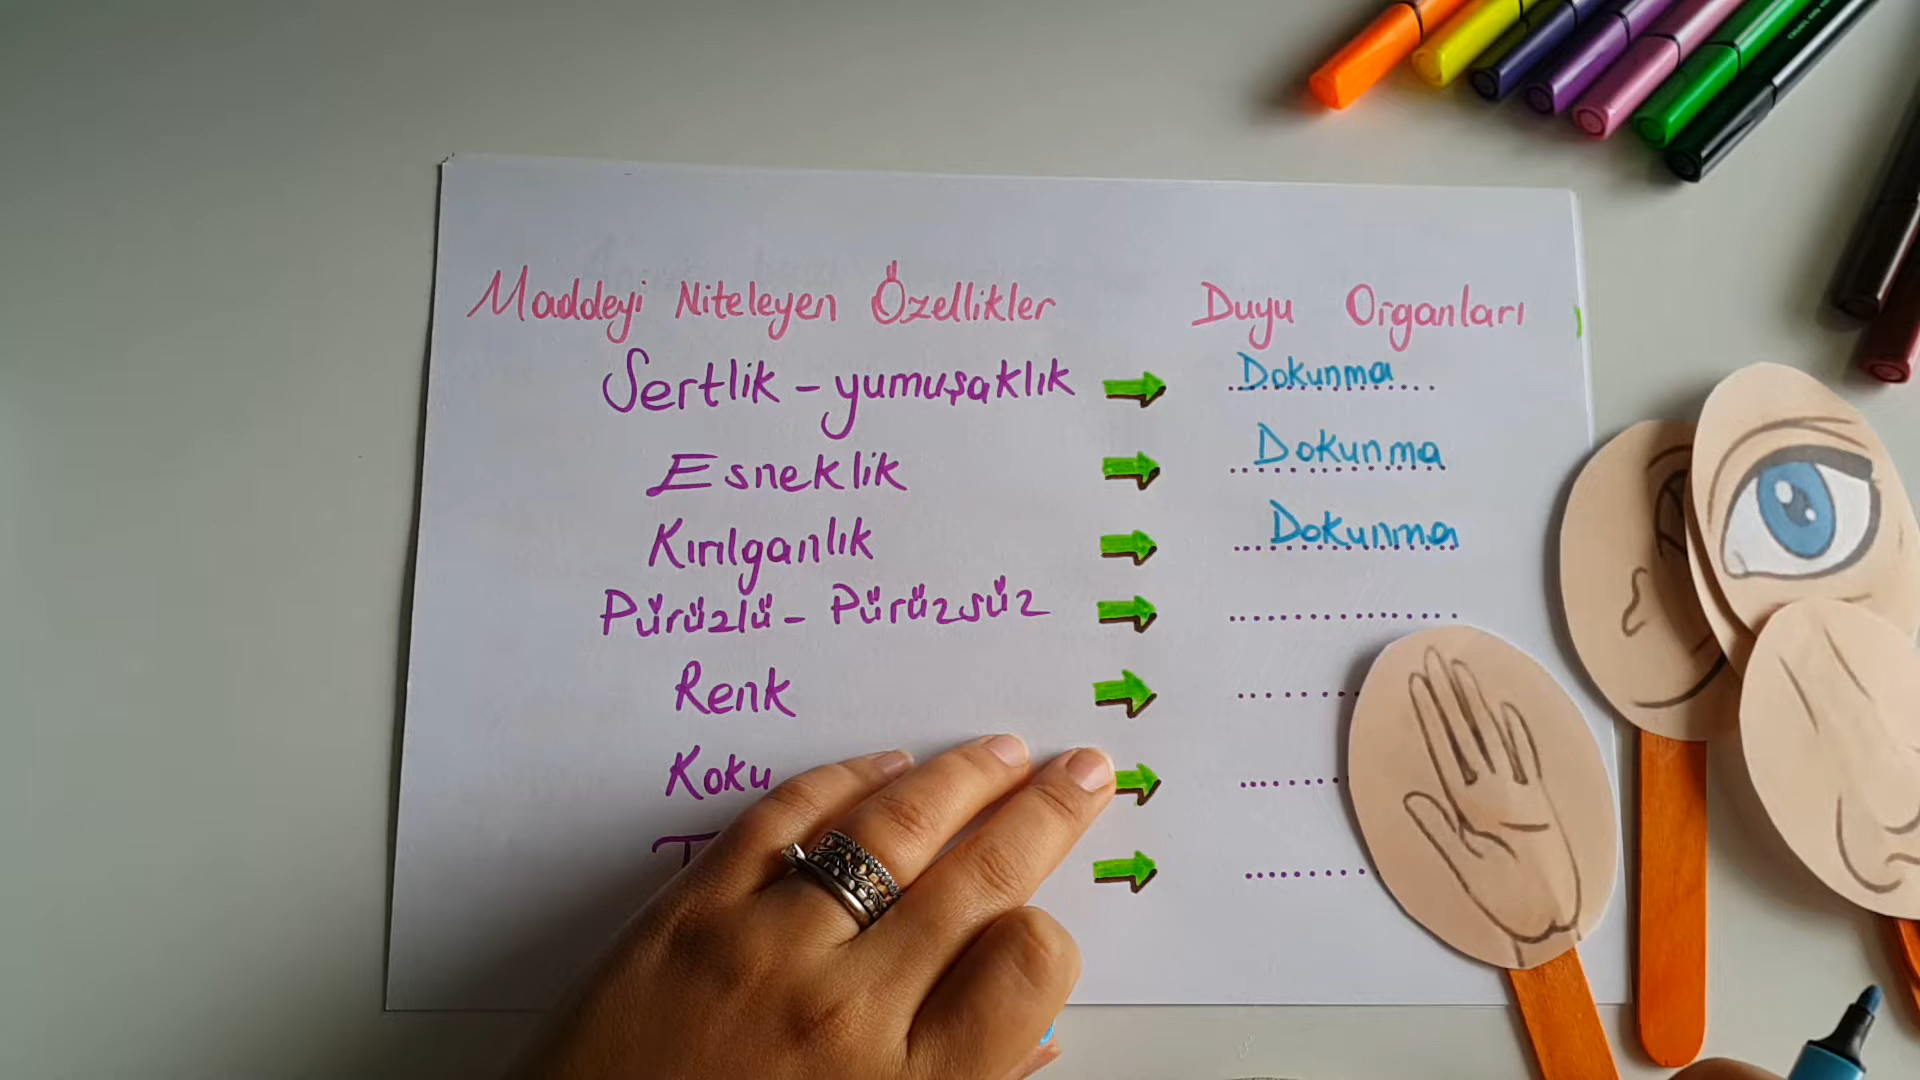 Maddeyi Niteleyen Özellikler Duyu Organları
Sertlik - yumuşaklık Dokunma
Esneklik Dokunma
Kırılganlık Dokunma
Pürüzlü - Pürüzsüz
Renk
Koku